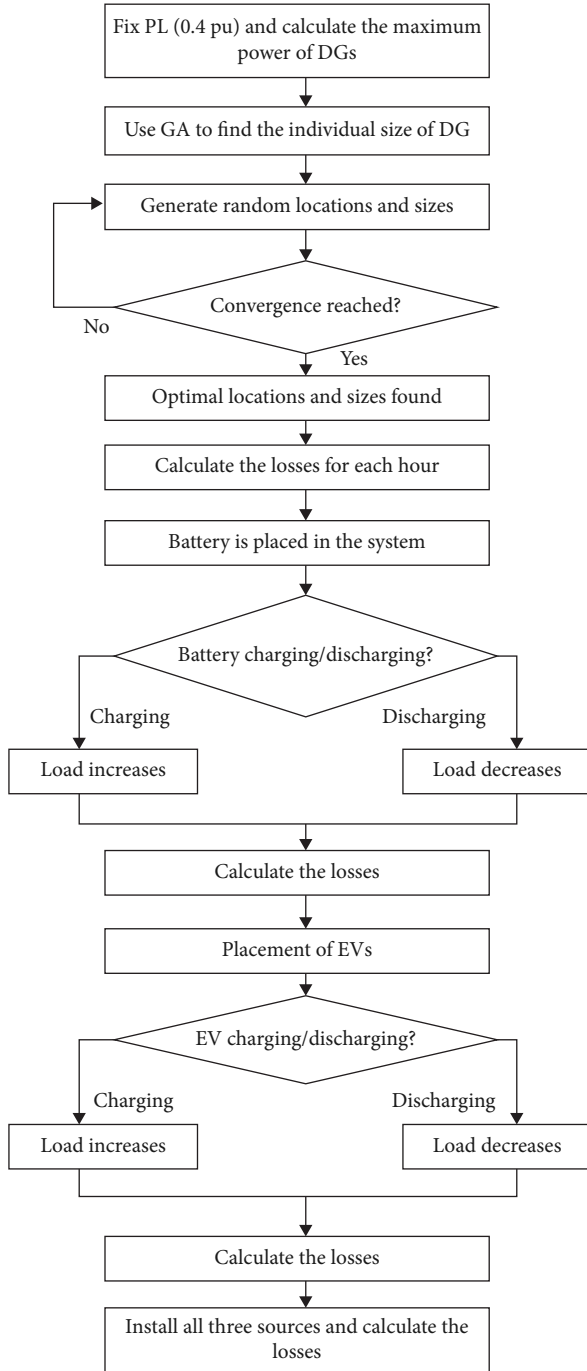 Fix PL (0.4 pu) and calculate the maximum
power of DGs
Use GA to find the individual size of DG
Generate random locations and sizes
Convergence reached?
No
Yes
Optimal locations and sizes found
Calculate the losses for each hour
Battery is placed in the system
Battery charging/discharging?
Charging
Discharging
Load increases
Load decreases
Calculate the losses
Placement of EVs
EV charging/discharging?
Charging
Discharging
Load increases
Load decreases
Calculate the losses
Install all three sources and calculate the
losses